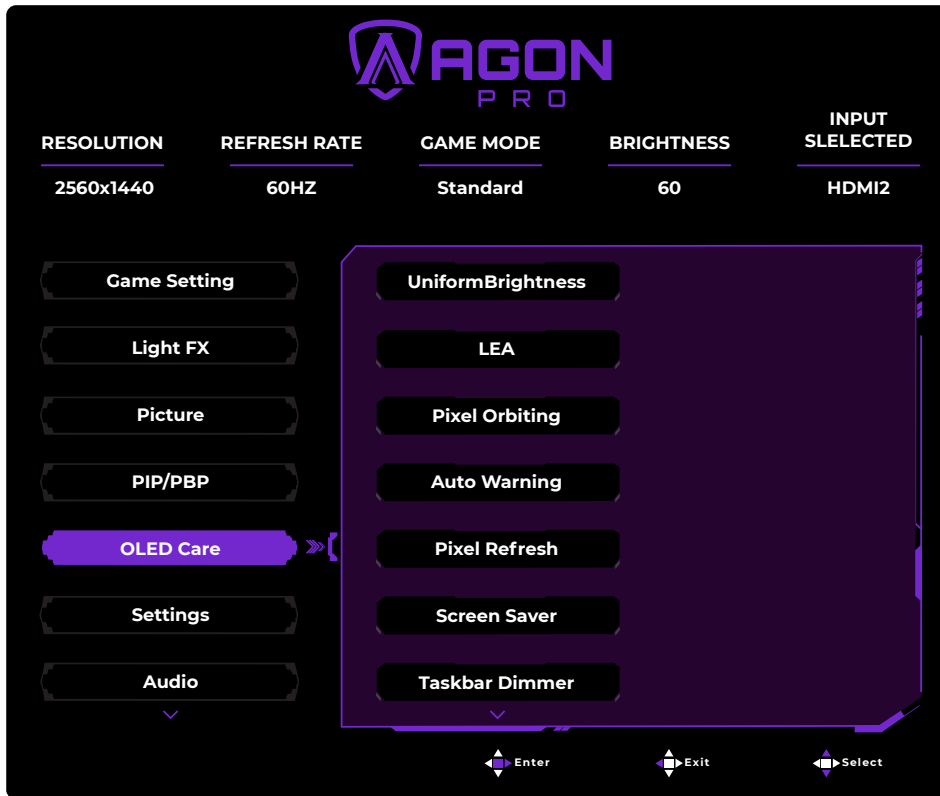 AGON
PRO
RESOLUTION
REFRESH RATE
GAME MODE
BRIGHTNESS
INPUT
SLELECTED
2560x1440
60HZ
Standard
60
HDMI2
Game Setting
Light FX
Picture
PIP/PBP
OLED Care
Settings
Audio
UniformBrightness
LEA
Pixel Orbiting
Auto Warning
Pixel Refresh
Screen Saver
Taskbar Dimmer
Enter
Exit
Select